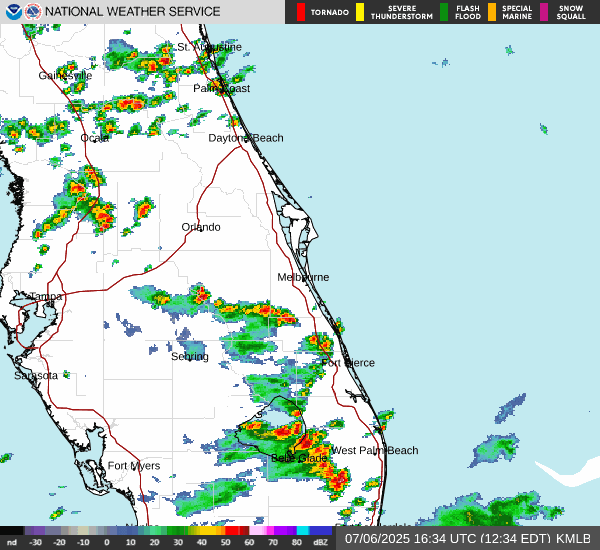 NATIONAL WEATHER SERVICE
TORNADO
SEVERE THUNDERSTORM
FLASH FLOOD
SPECIAL MARINE
SNOW SQUALL
St. Augustine
Gainesville
Palm Coast
Ocala
Daytona Beach
Orlando
Melbourne
Tampa
Sebring
Fort Pierce
Sarasota
West Palm Beach
Belle Glade
Fort Myers
nd -30 -20 -10 0 10 20 30 40 50 60 70 80 dBZ
07/06/2025 16:34 UTC (12:34 EDT) KMLB